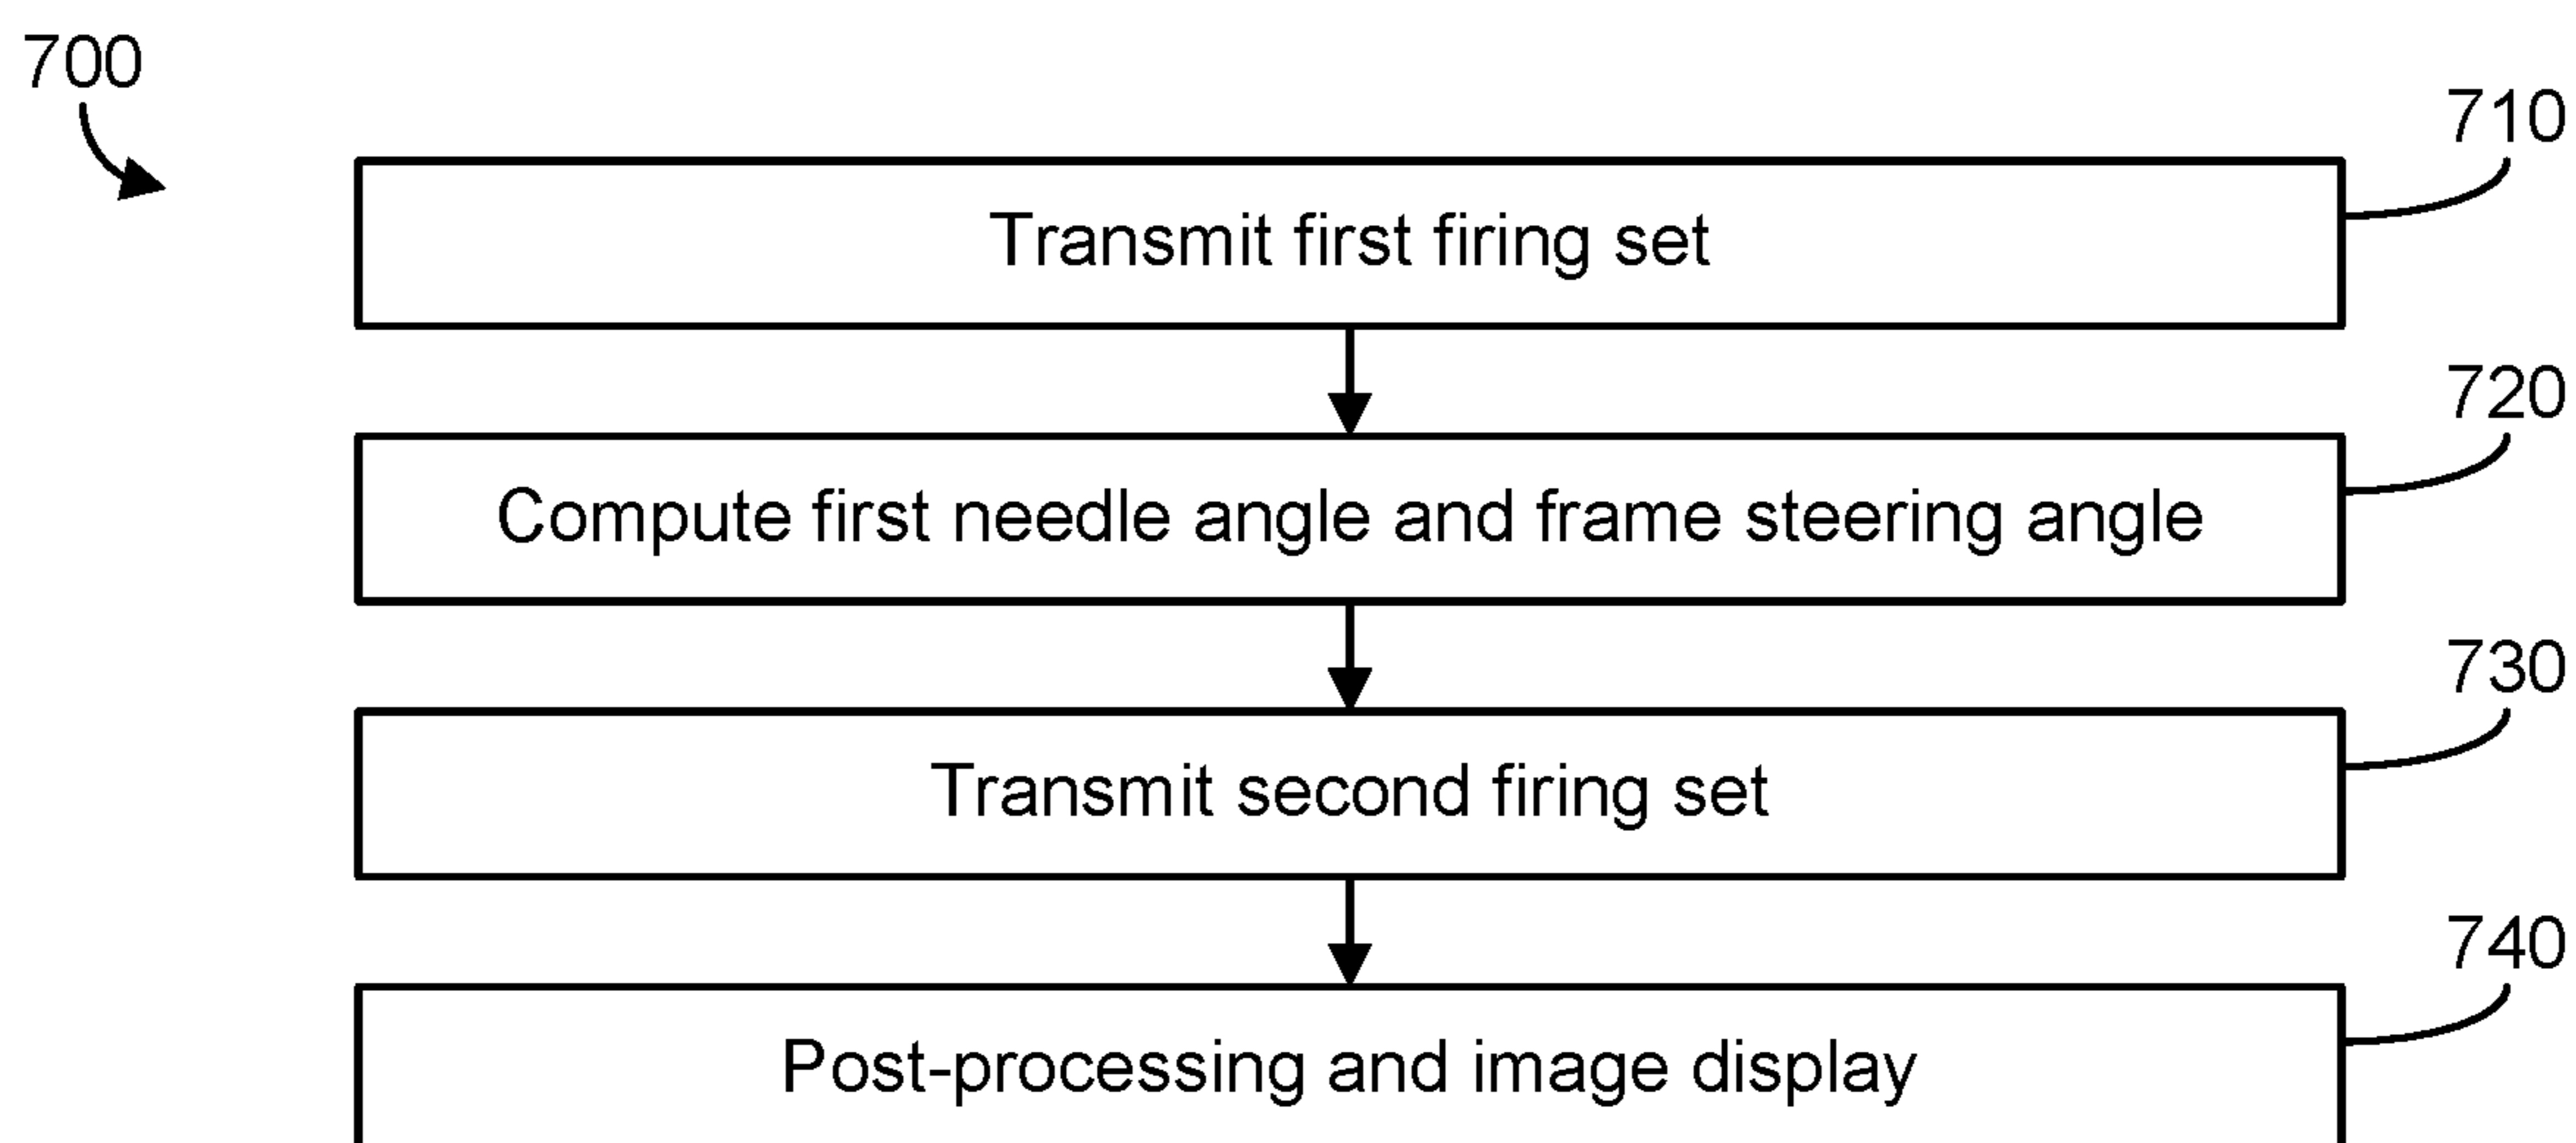 700
710
Transmit first firing set
720
Compute first needle angle and frame steering angle
730
Transmit second firing set
740
Post-processing and image display